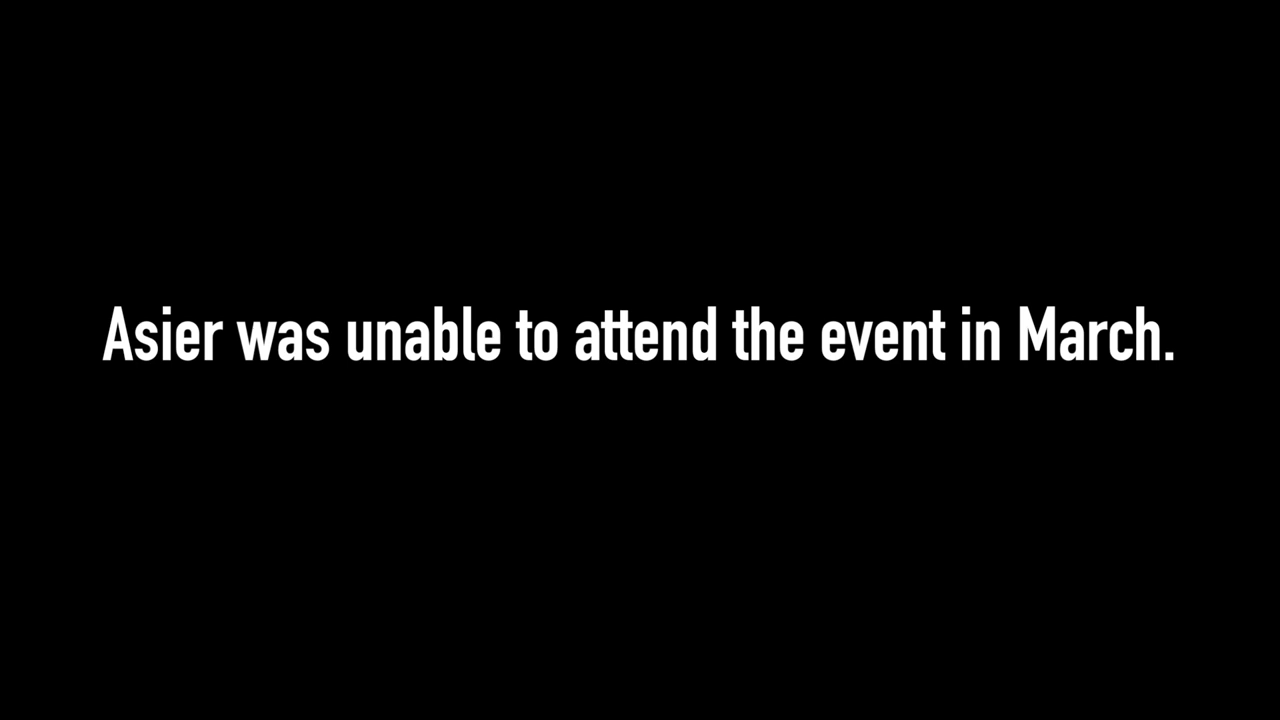 Asier was unable to attend the event in March.